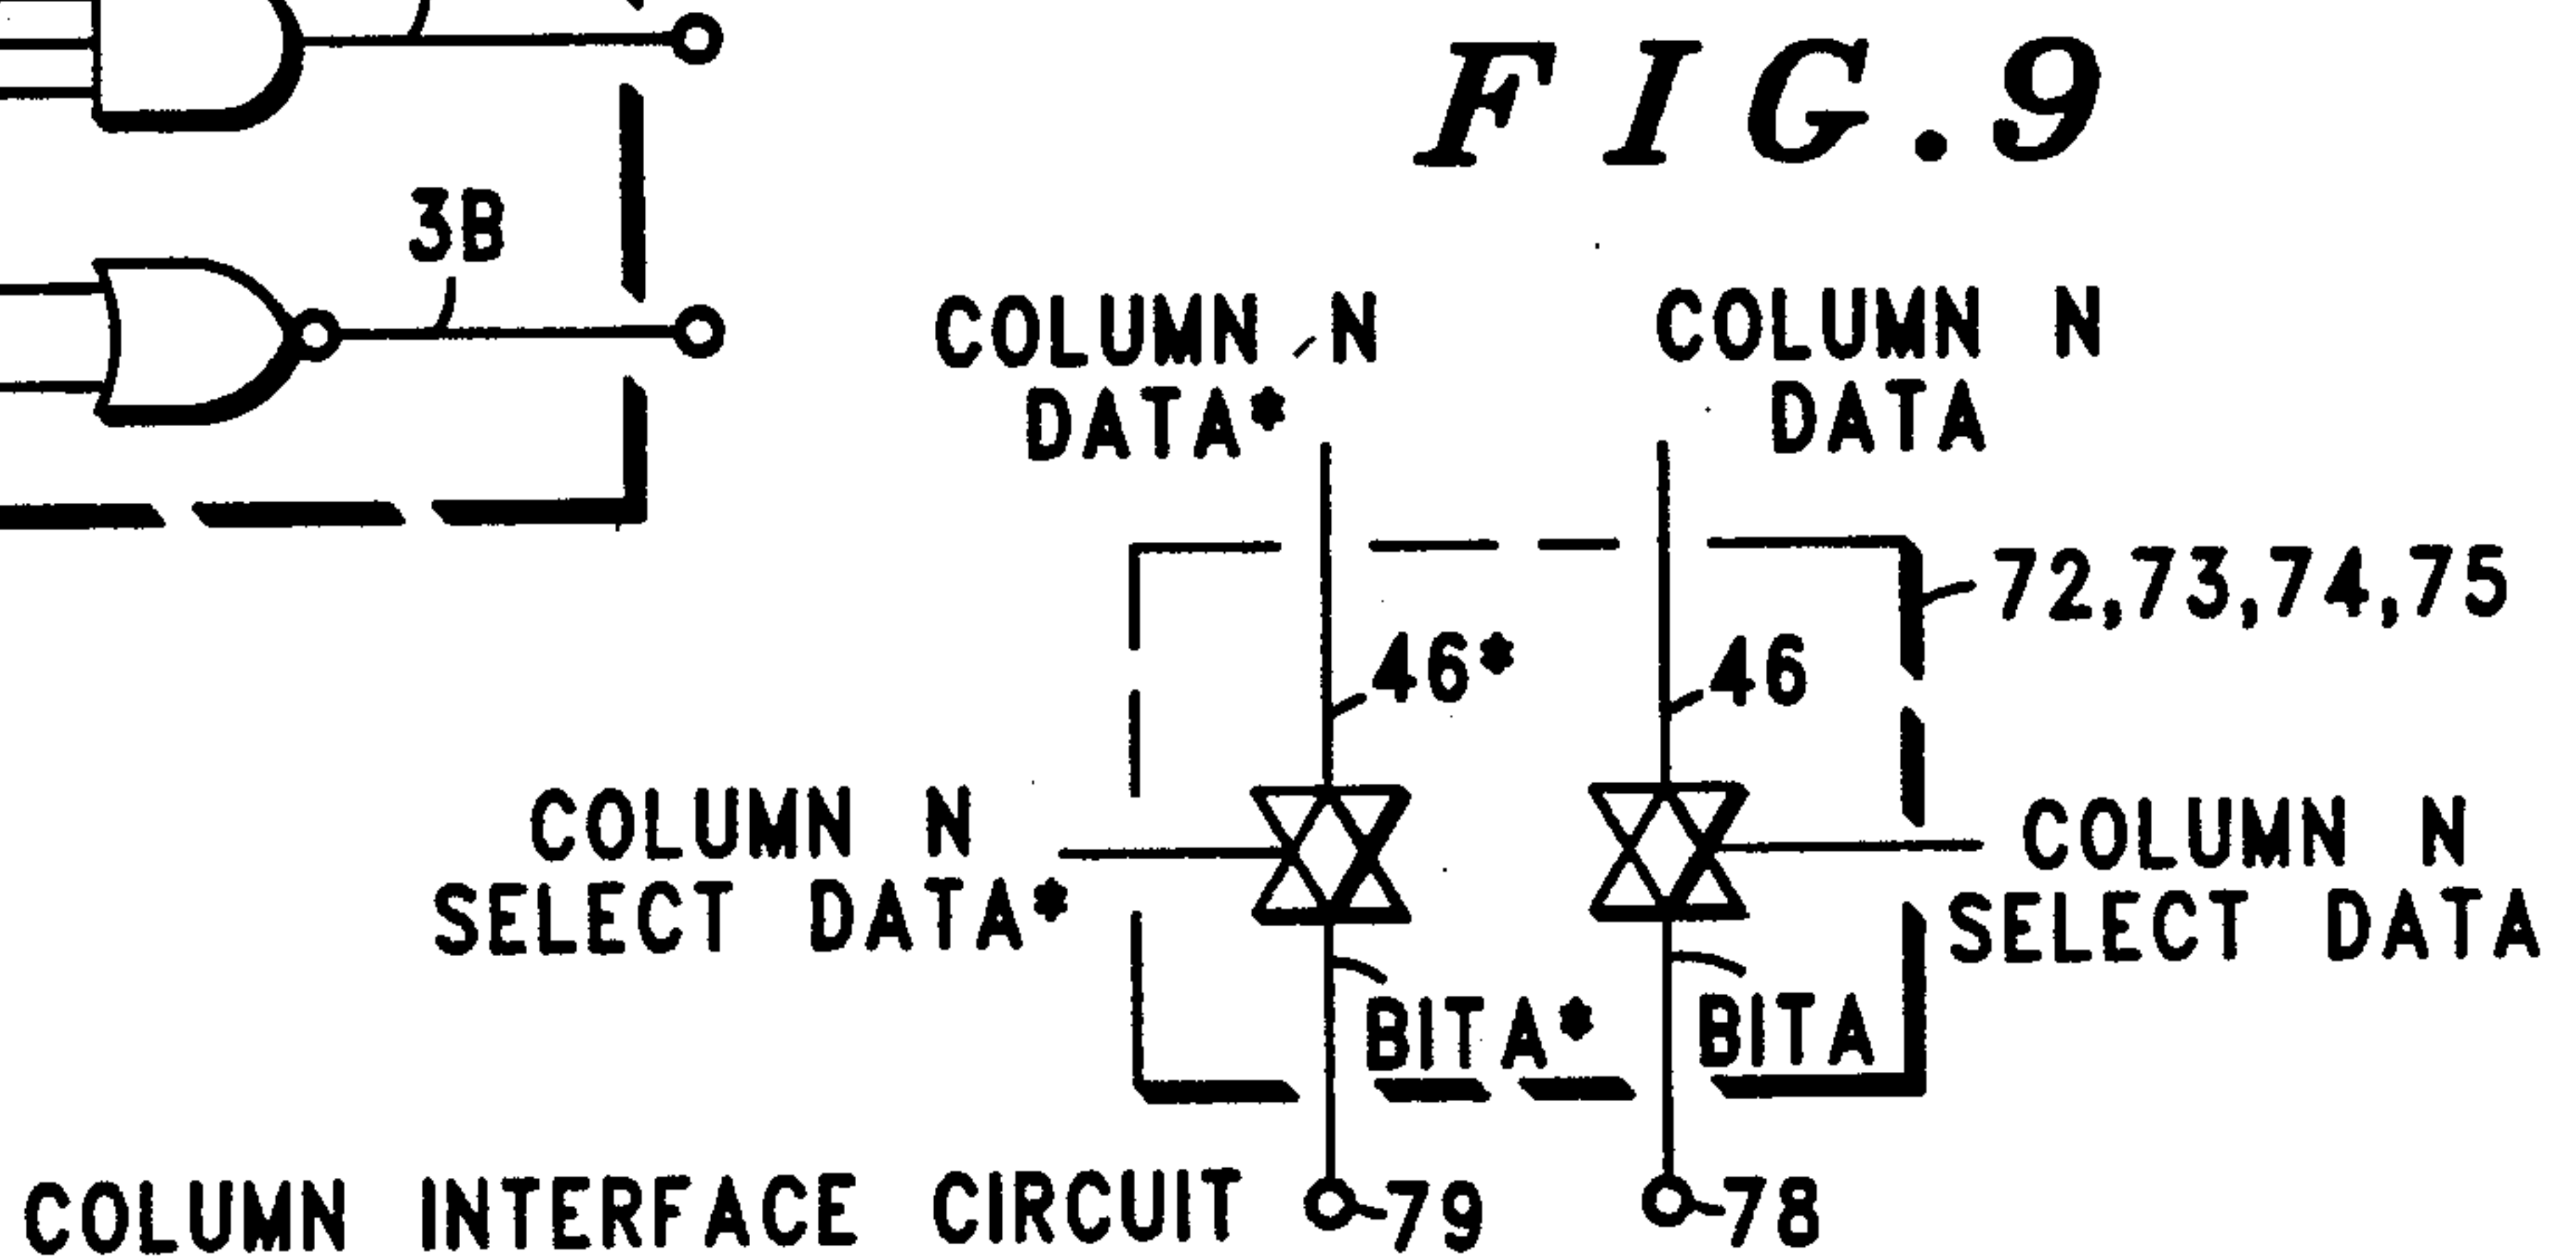 FIG.9
3B
COLUMN N
DATA*
COLUMN N
DATA
72,73,74,75
46*
46
COLUMN N
SELECT DATA*
COLUMN N
SELECT DATA
BITA*
BITA
COLUMN INTERFACE CIRCUIT
79
78